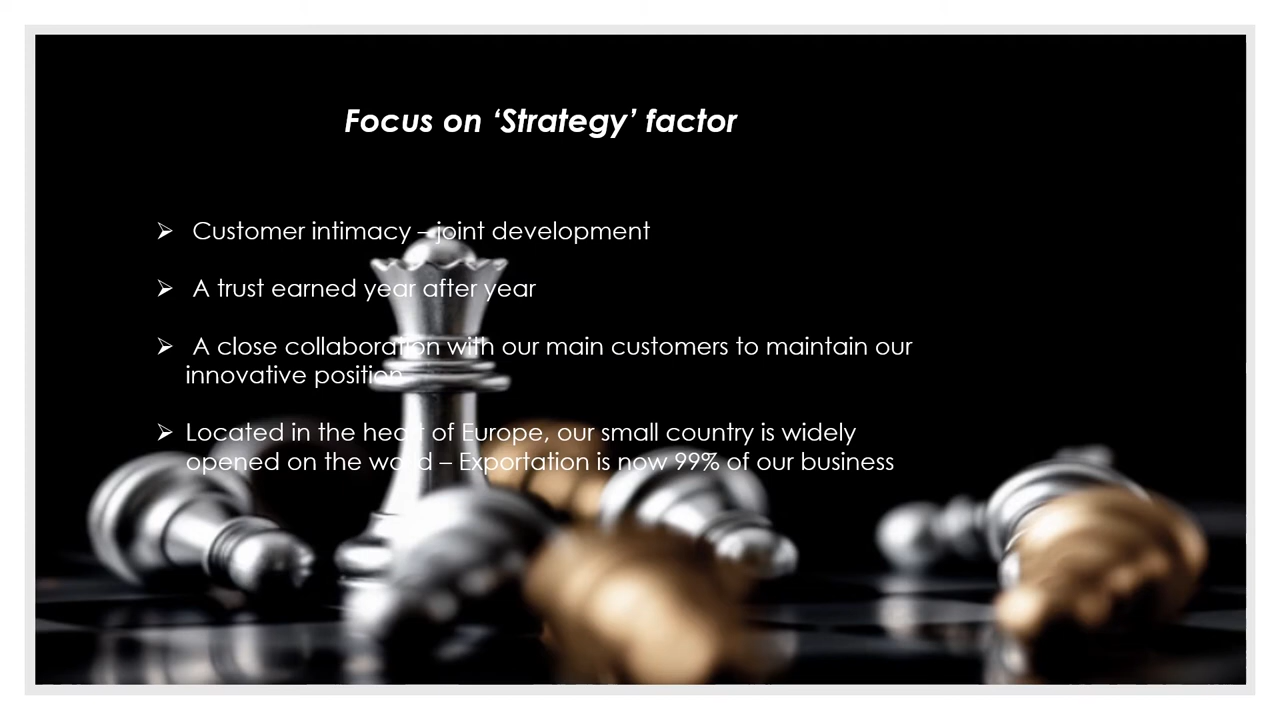 Focus on ‘Strategy’ factor
➢ Customer intimacy – joint development
➢ A trust earned year after year
➢ A close collaboration with our main customers to maintain our
innovative position
➢ Located in the heart of Europe, our small country is widely
opened on the world – Exportation is now 99% of our business